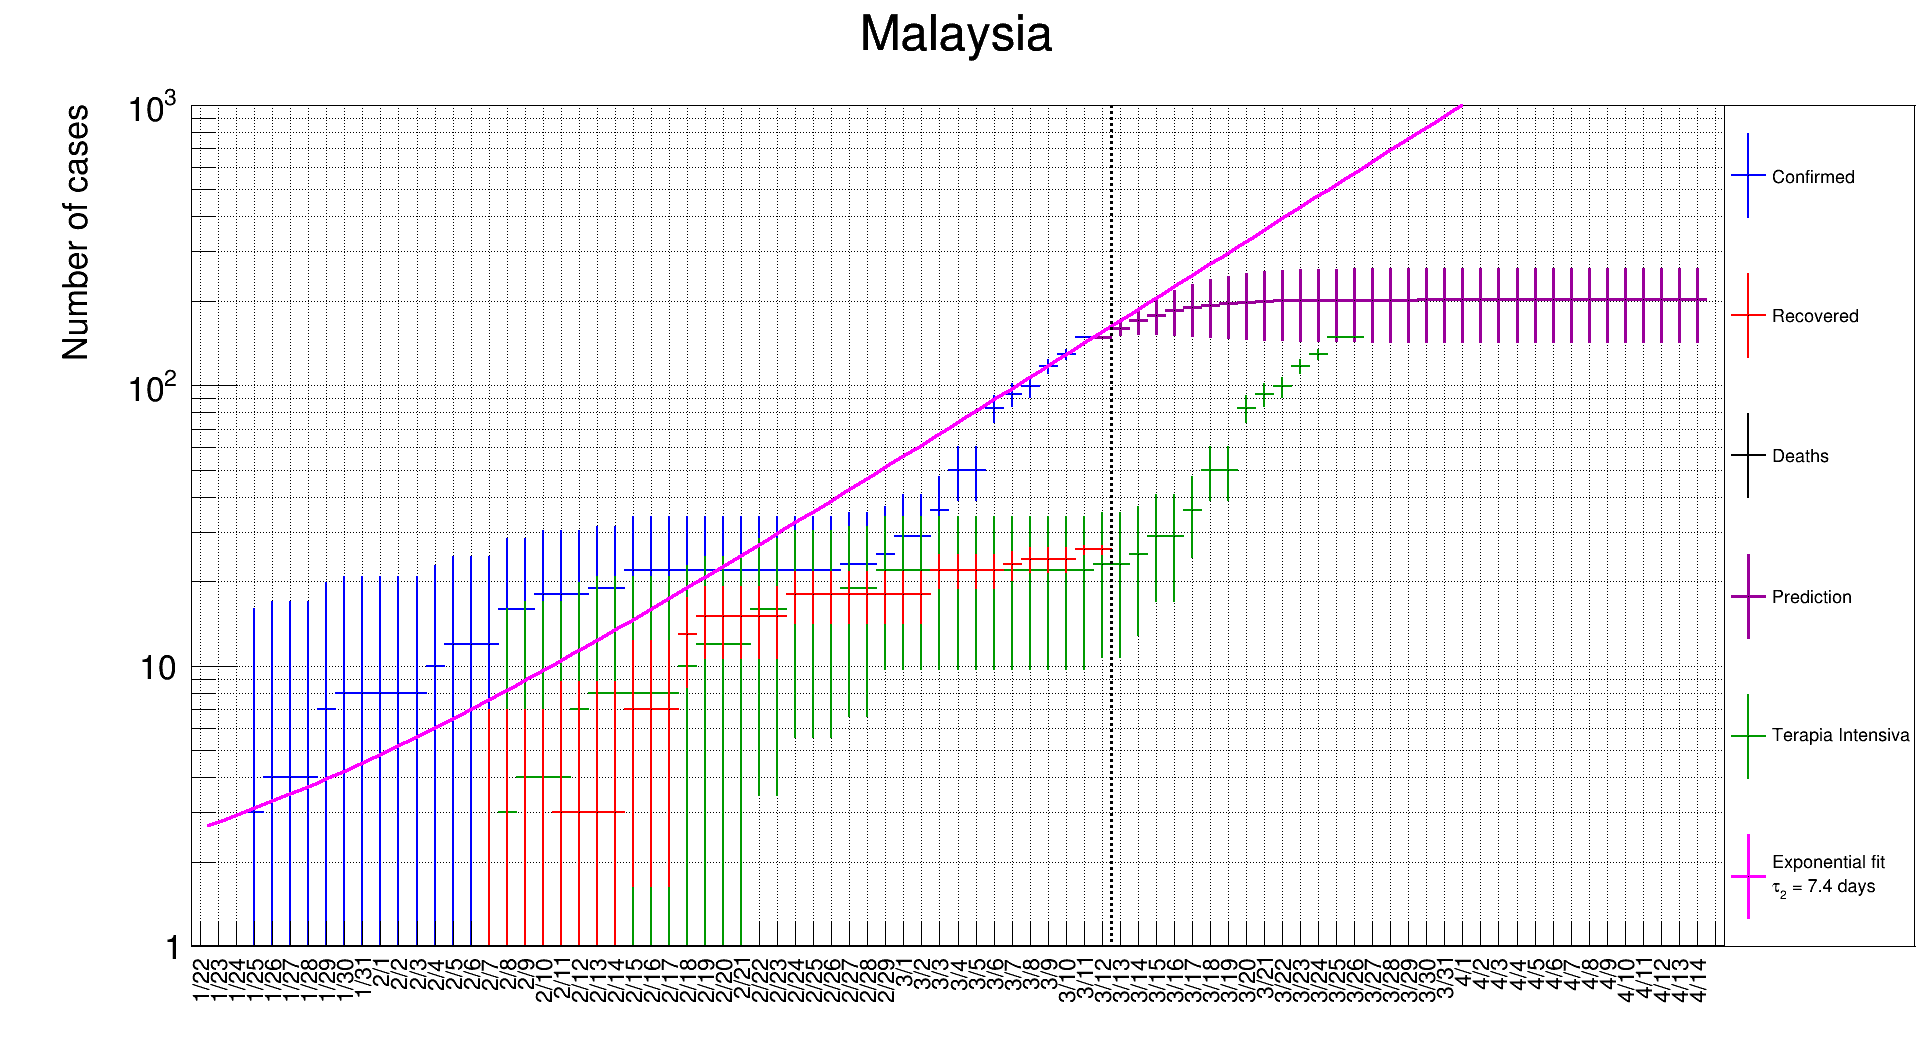 Malaysia
Number of cases
10³
10²
10
1
1/22 1/23 1/24 1/25 1/26 1/27 1/28 1/29 1/30 1/31 2/1 2/2 2/3 2/4 2/5 2/6 2/7 2/8 2/9 2/10 2/11 2/12 2/13 2/14 2/15 2/16 2/17 2/18 2/19 2/20 2/21 2/22 2/23 2/24 2/25 2/26 2/27 2/28 2/29 3/1 3/2 3/3 3/4 3/5 3/6 3/7 3/8 3/9 3/10 3/11 3/12 3/13 3/14 3/15 3/16 3/17 3/18 3/19 3/20 3/21 3/22 3/23 3/24 3/25 3/26 3/27 3/28 3/29 3/30 3/31 4/1 4/2 4/3 4/4 4/5 4/6 4/7 4/8 4/9 4/10 4/11 4/12 4/13 4/14
Confirmed
Recovered
Deaths
Prediction
Terapia Intensiva
Exponential fit
τ₂ = 7.4 days